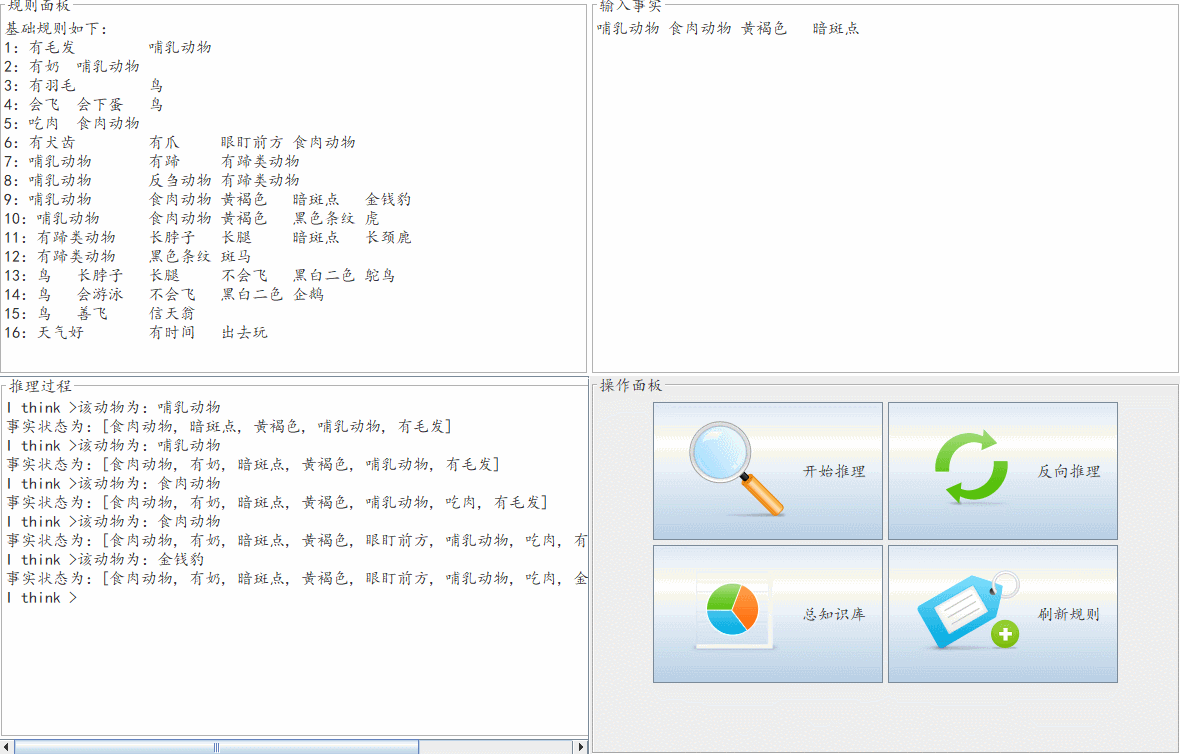 规则面板
基础规则如下：
1: 有毛发 哺乳动物
2: 有奶 哺乳动物
3: 有羽毛 鸟
4: 会飞 会下蛋 鸟
5: 吃肉 食肉动物
6: 有犬齿 有爪 眼盯前方 食肉动物
7: 哺乳动物 有蹄 有蹄类动物
8: 哺乳动物 反刍动物 有蹄类动物
9: 哺乳动物 食肉动物 黄褐色 暗斑点 金钱豹
10: 哺乳动物 食肉动物 黄褐色 黑色条纹 虎
11: 有蹄类动物 长脖子 长腿 暗斑点 长颈鹿
12: 有蹄类动物 黑色条纹 斑马
13: 鸟 长脖子 长腿 不会飞 黑白二色 鸵鸟
14: 鸟 会游泳 不会飞 黑白二色 企鹅
15: 鸟 善飞 信天翁
16: 天气好 有时间 出去玩
输入事实
哺乳动物 食肉动物 黄褐色 暗斑点
推理过程
I think >该动物为: 哺乳动物
事实状态为: [食肉动物, 暗斑点, 黄褐色, 哺乳动物, 有毛发]
I think >该动物为: 哺乳动物
事实状态为: [食肉动物, 有奶, 暗斑点, 黄褐色, 哺乳动物, 有毛发]
I think >该动物为: 食肉动物
事实状态为: [食肉动物, 有奶, 暗斑点, 黄褐色, 哺乳动物, 吃肉, 有毛发]
I think >该动物为: 食肉动物
事实状态为: [食肉动物, 有奶, 暗斑点, 黄褐色, 眼盯前方, 哺乳动物, 吃肉, 有
I think >该动物为: 金钱豹
事实状态为: [食肉动物, 有奶, 暗斑点, 黄褐色, 眼盯前方, 哺乳动物, 吃肉, 金
I think >
操作面板
开始推理
反向推理
总知识库
刷新规则